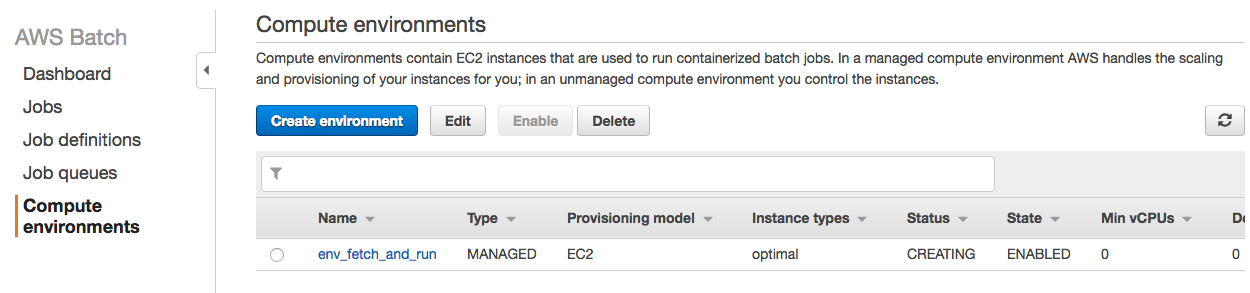 AWS Batch
Dashboard
Jobs
Job definitions
Job queues
Compute
environments
Compute environments
Compute environments contain EC2 instances that are used to run containerized batch jobs. In a managed compute environment AWS handles the scaling
and provisioning of your instances for you; in an unmanaged compute environment you control the instances.
Create environment Edit Enable Delete
Name Type Provisioning model Instance types Status State Min vCPUs
env_fetch_and_run MANAGED EC2 optimal CREATING ENABLED 0 0